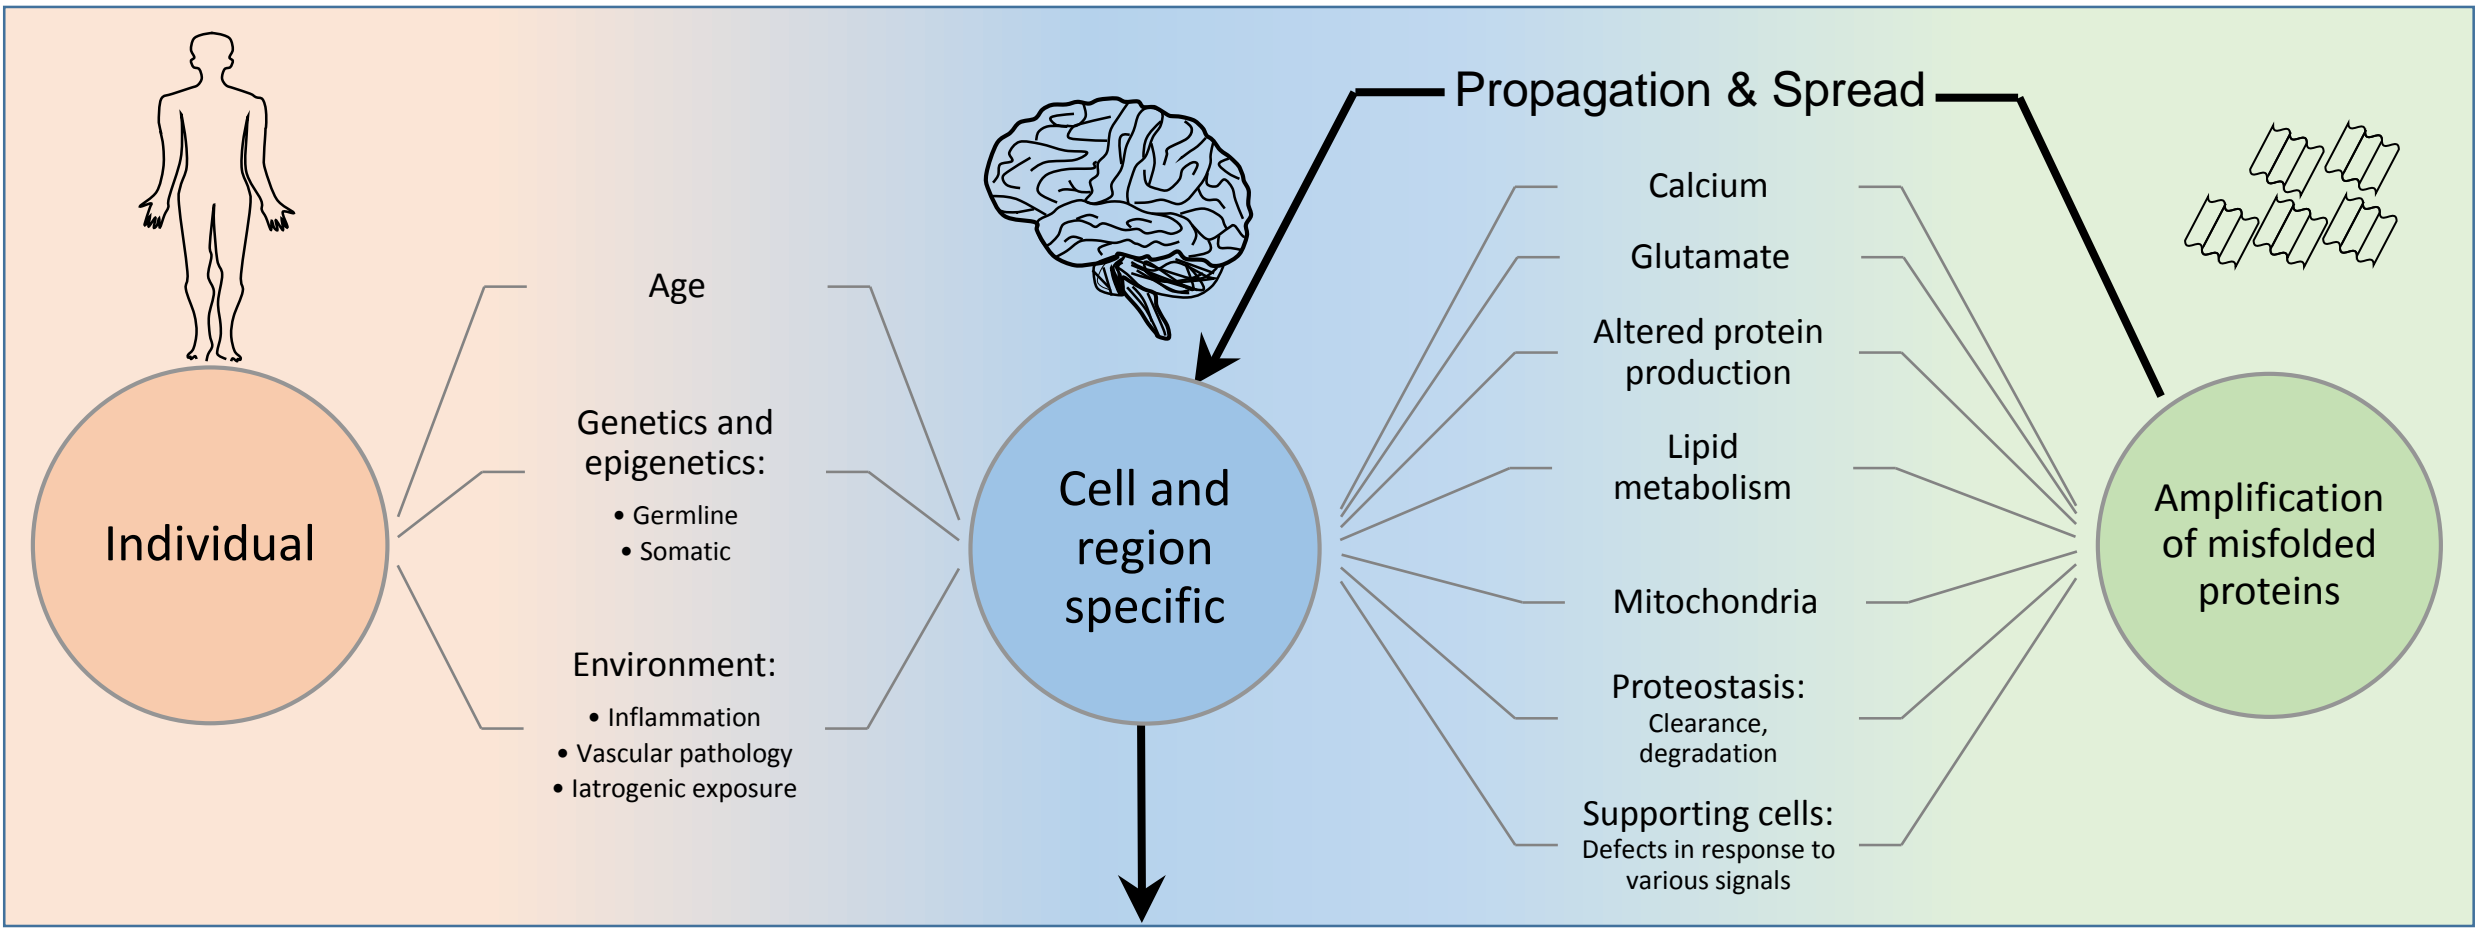 Individual
Age
Genetics and
epigenetics:
• Germline
• Somatic
Environment:
• Inflammation
• Vascular pathology
• Iatrogenic exposure
Cell and
region
specific
Propagation & Spread
Calcium
Glutamate
Altered protein
production
Lipid
metabolism
Mitochondria
Proteostasis:
Clearance,
degradation
Supporting cells:
Defects in response to
various signals
Amplification
of misfolded
proteins